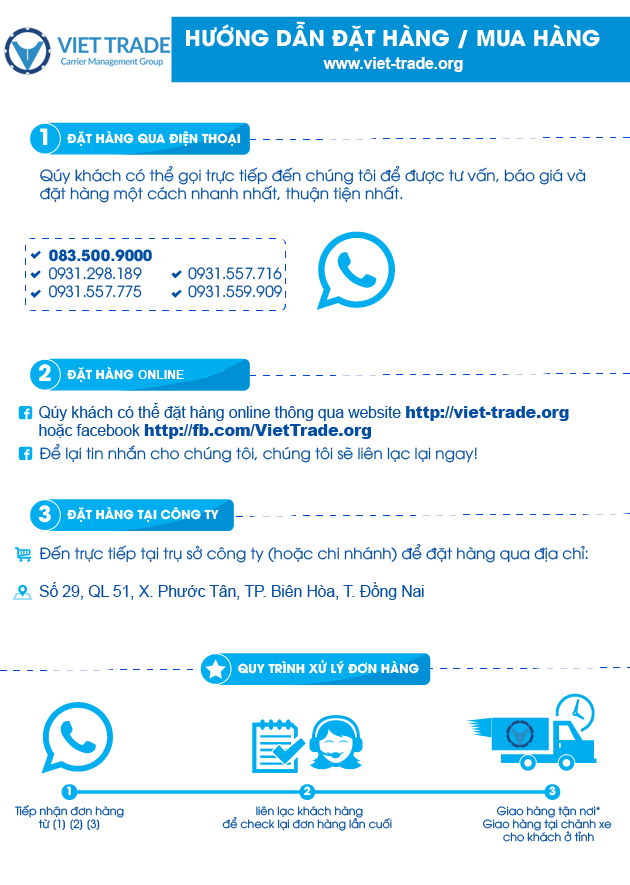 VIET TRADE
Carrier Management Group
HƯỚNG DẪN ĐẶT HÀNG / MUA HÀNG
www.viet-trade.org
1 ĐẶT HÀNG QUA ĐIỆN THOẠI
Qúy khách có thể gọi trực tiếp đến chúng tôi để được tư vấn, báo giá và
đặt hàng một cách nhanh nhất, thuận tiện nhất.
083.500.9000
0931.298.189 0931.557.716
0931.557.775 0931.559.909
2 ĐẶT HÀNG ONLINE
Qúy khách có thể đặt hàng online thông qua website http://viet-trade.org
hoặc facebook http://fb.com/VietTrade.org
Để lại tin nhắn cho chúng tôi, chúng tôi sẽ liên lạc lại ngay!
3 ĐẶT HÀNG TẠI CÔNG TY
Đến trực tiếp tại trụ sở công ty (hoặc chi nhánh) để đặt hàng qua địa chỉ:
Số 29, QL 51, X. Phước Tân, TP. Biên Hòa, T. Đồng Nai
QUY TRÌNH XỬ LÝ ĐƠN HÀNG
1
Tiếp nhận đơn hàng
từ (1) (2) (3)
2
liên lạc khách hàng
để check lại đơn hàng lần cuối
3
Giao hàng tận nơi*
Giao hàng tại chành xe
cho khách ở tỉnh